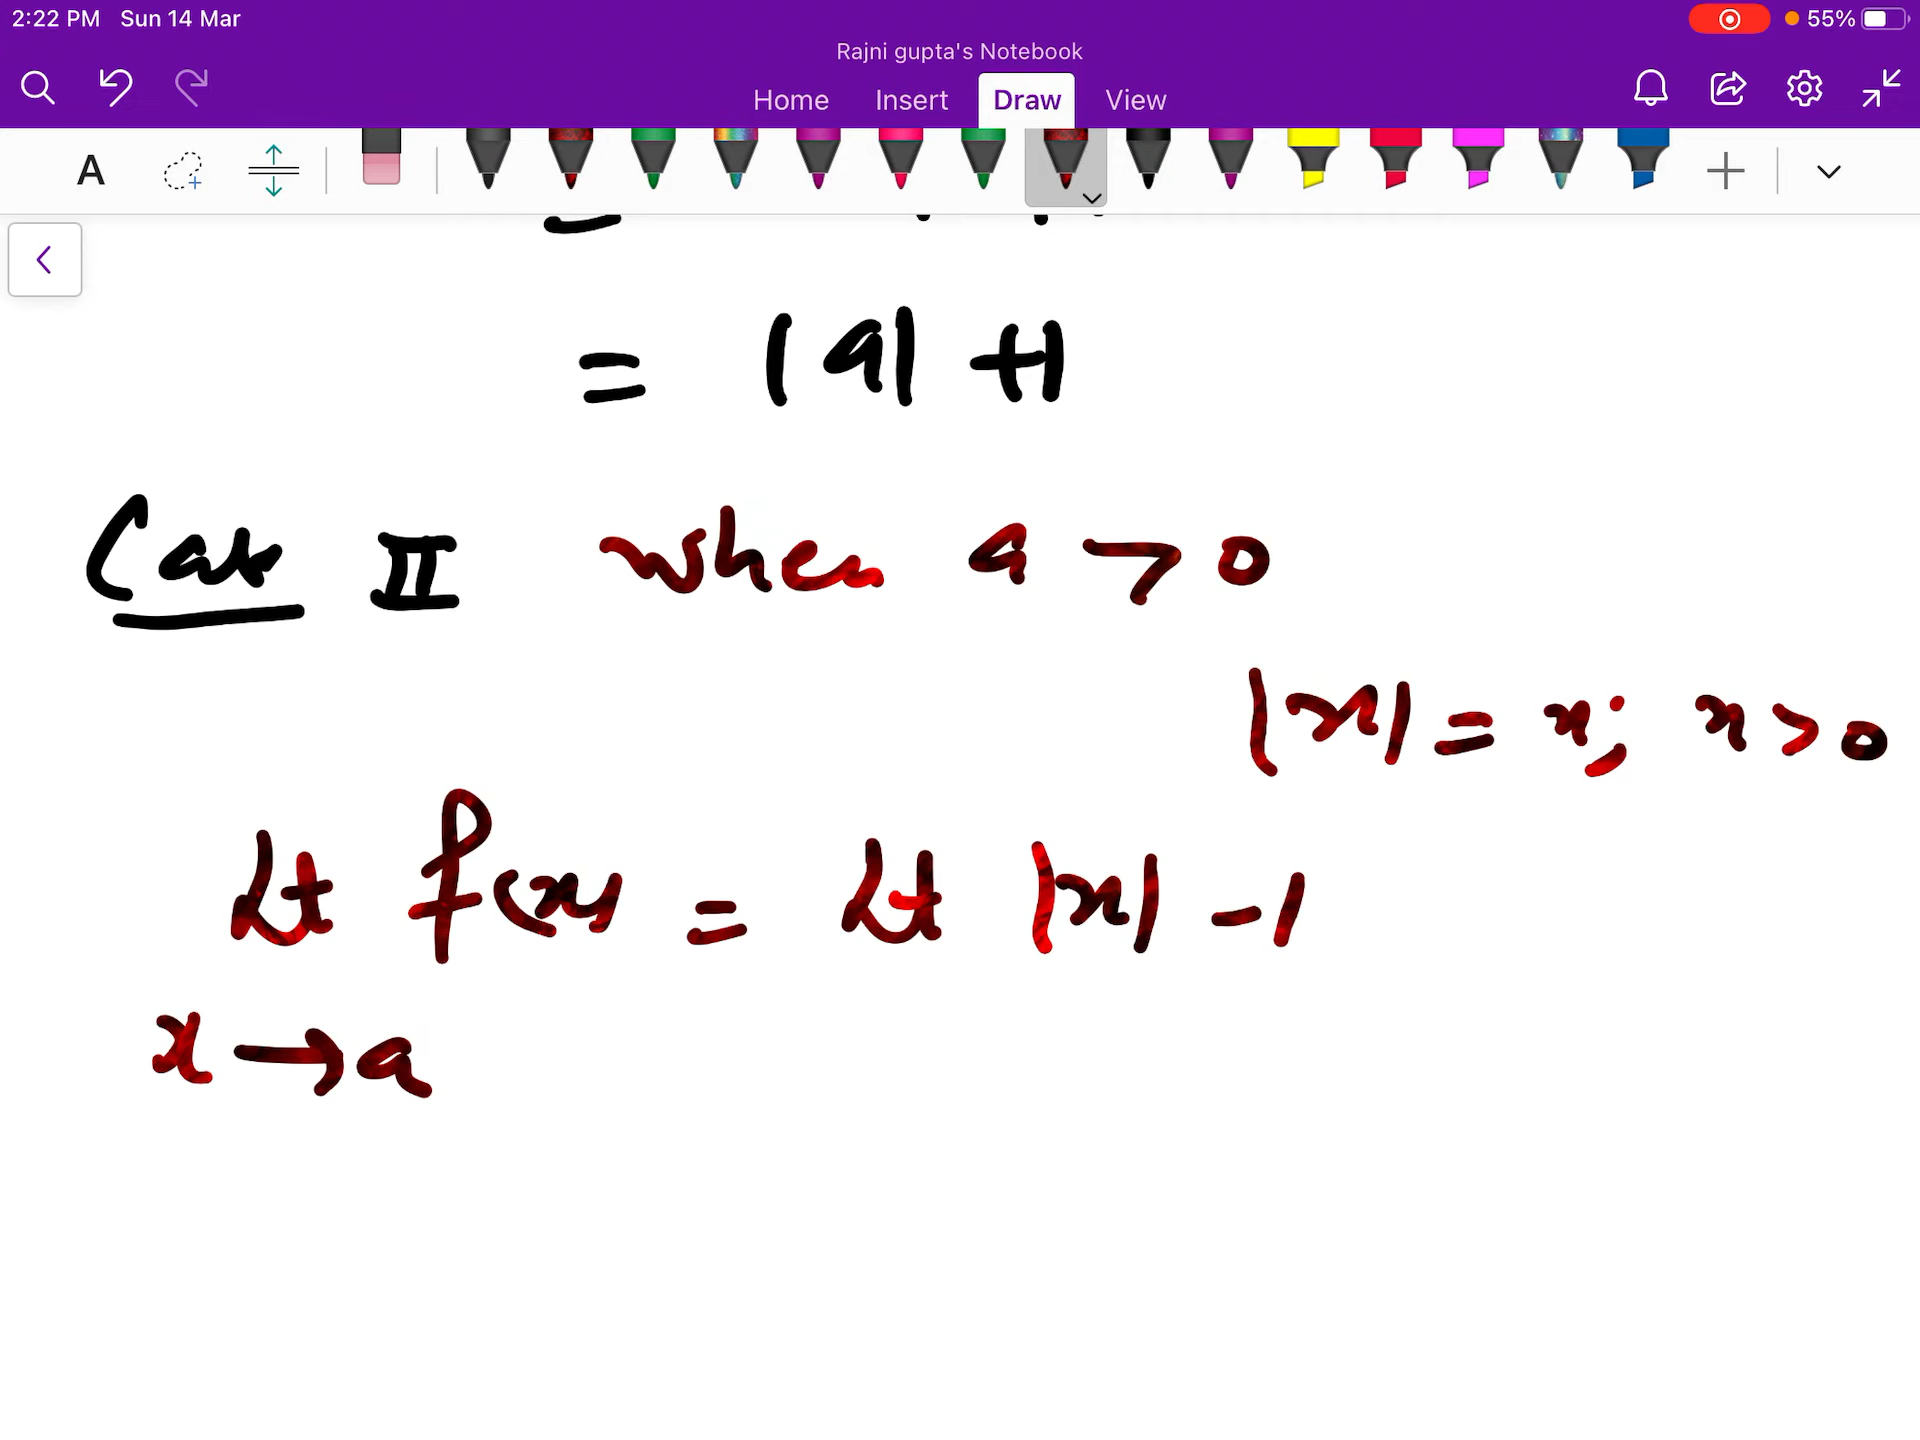 2:22 PM Sun 14 Mar 55%
Rajni gupta's Notebook
Home Insert Draw View
A
= |a| +1
Case II when a > 0
|x| = x; x > 0
Lt f(x) = Lt |x| - 1
x → a